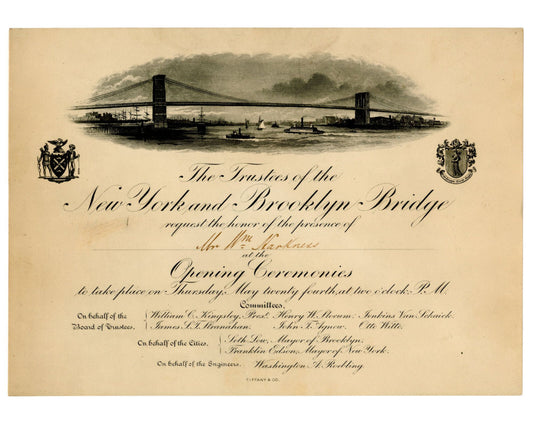 The Trustees of the
New York and Brooklyn Bridge
request the honor of the presence of
Mr Wm Harkness
at the
Opening Ceremonies
to take place on Thursday, May twenty fourth, at two o'clock, P.M.
Committees.
On behalf of the Board of Trustees. William C. Kingsley, Prest. Henry W. Slocum. Jenkins Van Schaick.
James S.T. Stranahan. John T. Agnew. Otto Witte.
On behalf of the Cities. Seth Low, Mayor of Brooklyn,
Franklin Edson, Mayor of New York.
On behalf of the Engineers. Washington A. Roebling
TIFFANY & CO.